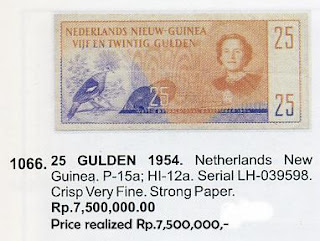 NEDERLANDS NIEUW-GUINEA
VIJF EN TWINTIG GULDEN
25
25
25
1066. 25 GULDEN 1954. Netherlands New
Guinea. P-15a; HI-12a. Serial LH-039598.
Crisp Very Fine. Strong Paper.
Rp.7,500,000.00
Price realized Rp.7,500,000,-